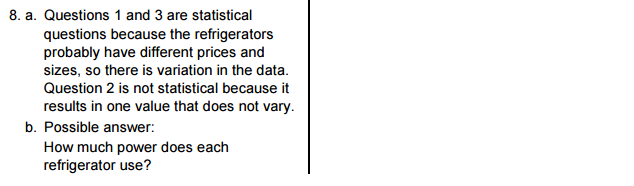 8. a. Questions 1 and 3 are statistical
questions because the refrigerators
probably have different prices and
sizes, so there is variation in the data.
Question 2 is not statistical because it
results in one value that does not vary.
b. Possible answer:
How much power does each
refrigerator use?